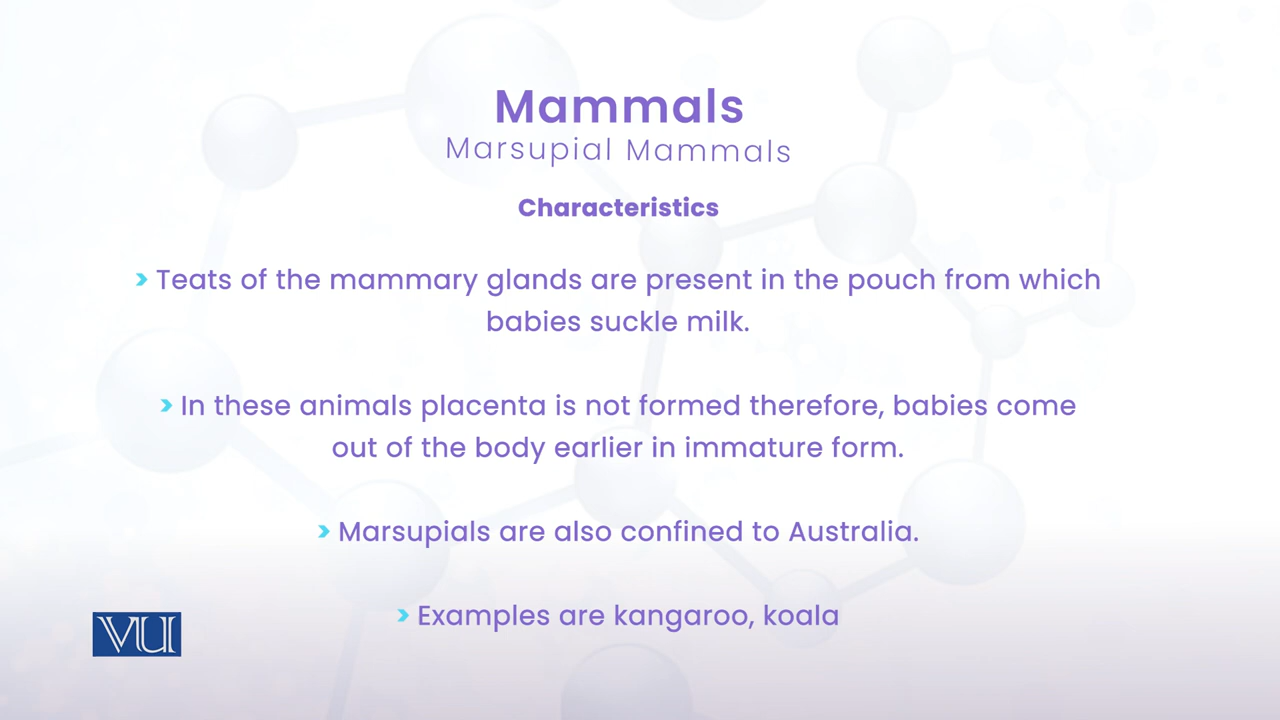 Mammals
Marsupial Mammals
Characteristics
› Teats of the mammary glands are present in the pouch from which
babies suckle milk.
› In these animals placenta is not formed therefore, babies come
out of the body earlier in immature form.
› Marsupials are also confined to Australia.
› Examples are kangaroo, koala
VU